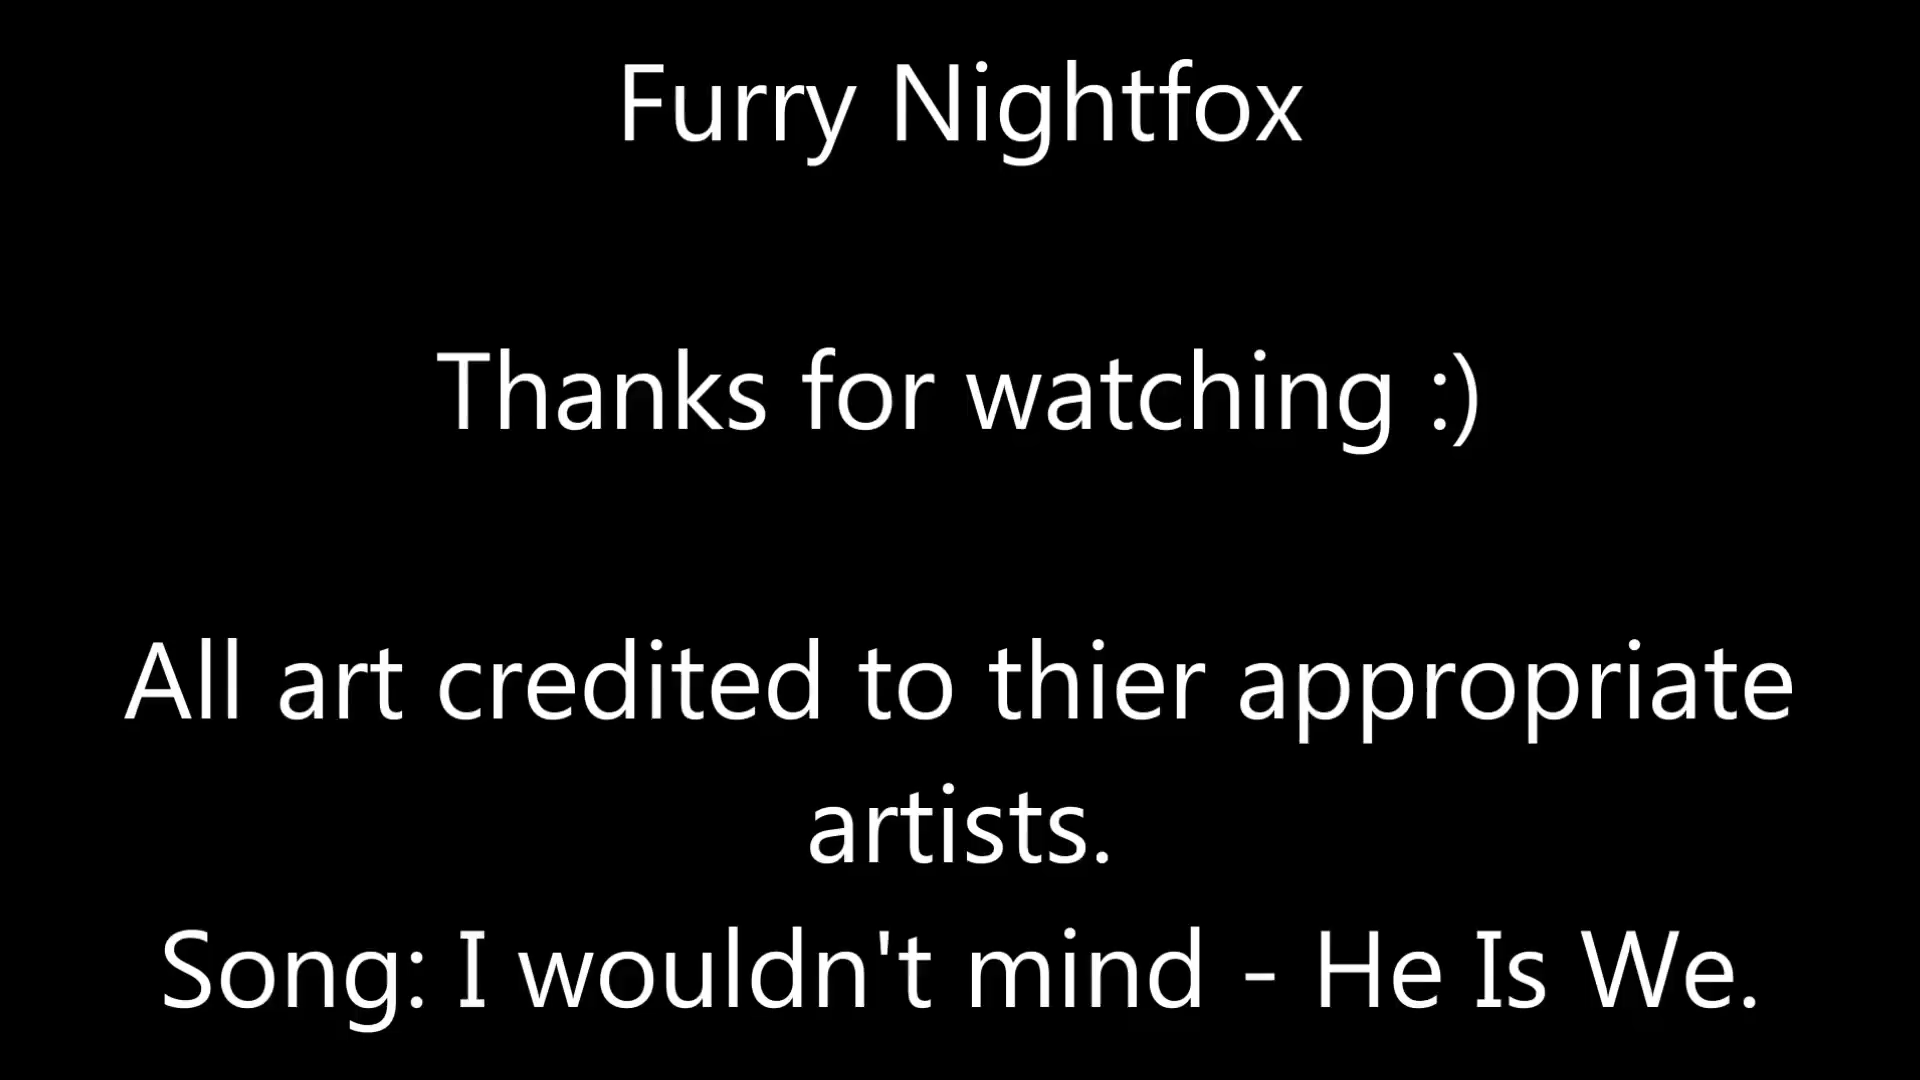 Furry Nightfox
Thanks for watching :)
All art credited to thier appropriate
artists.
Song: I wouldn't mind - He Is We.